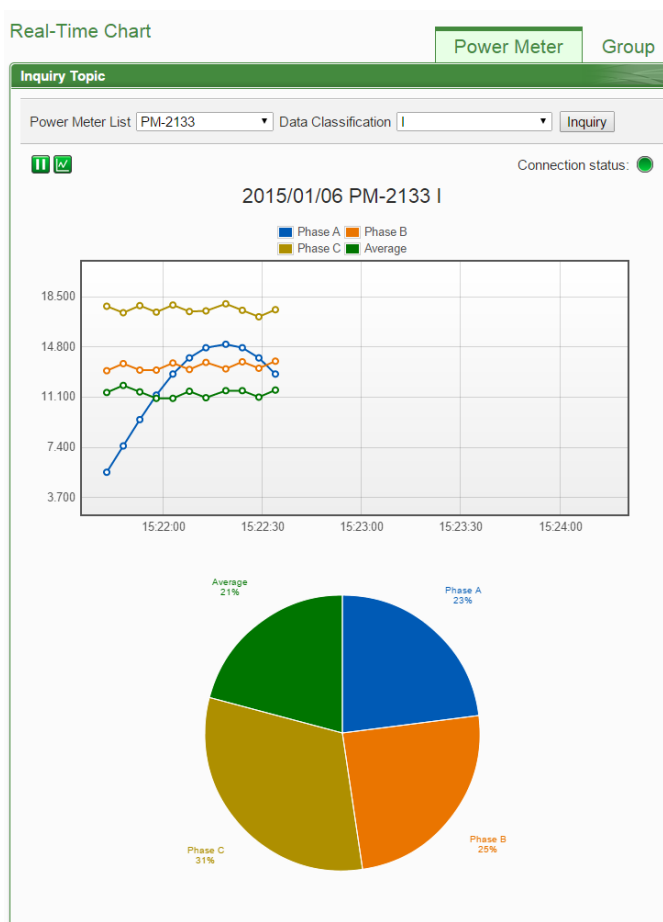 Real-Time Chart
Power Meter Group
Inquiry Topic
Power Meter List PM-2133 Data Classification I Inquiry
Connection status:
2015/01/06 PM-2133 I
Phase A Phase B
Phase C Average
18.500
14.800
11.100
7.400
3.700
15:22:00 15:22:30 15:23:00 15:23:30 15:24:00
Average
21%
Phase A
23%
Phase B
25%
Phase C
31%